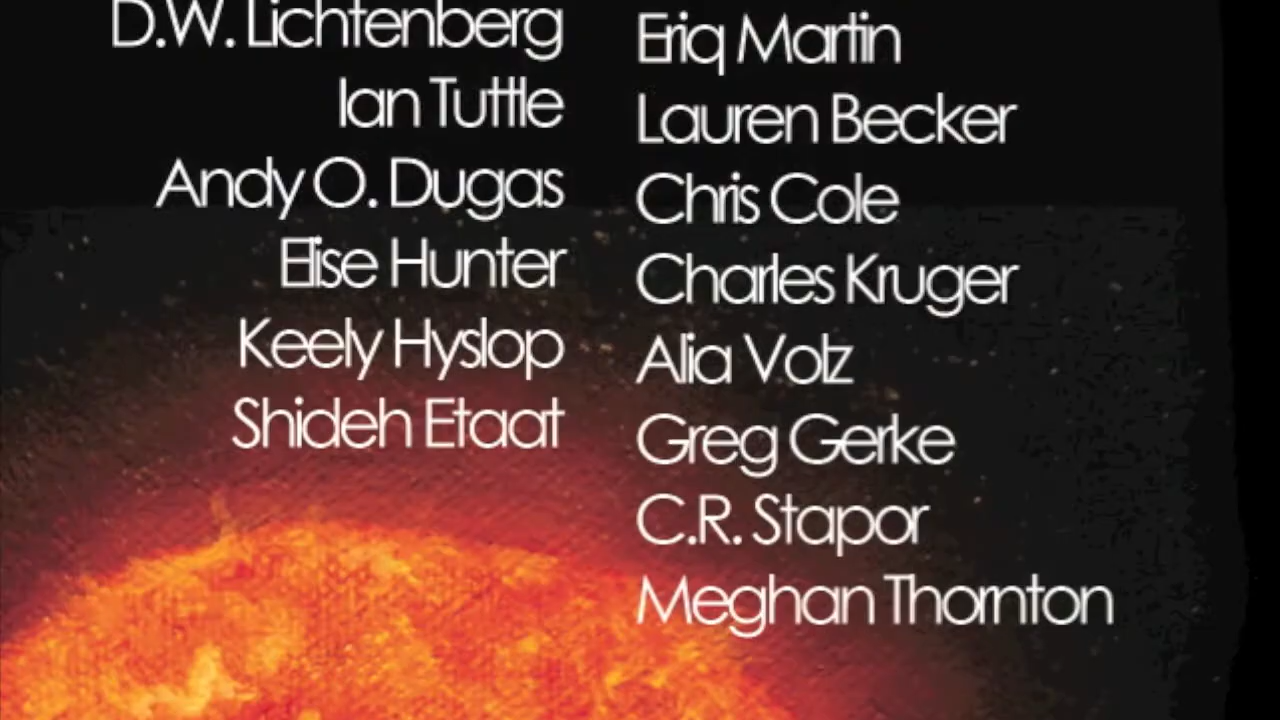 D.W. Lichtenberg
Ian Tuttle
Andy O. Dugas
Elise Hunter
Keely Hyslop
Shideh Etaat
Eriq Martin
Lauren Becker
Chris Cole
Charles Kruger
Alia Volz
Greg Gerke
C.R. Stapor
Meghan Thornton